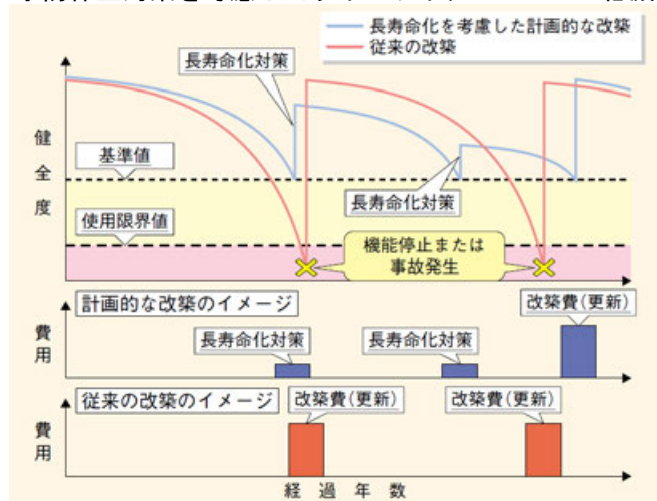 長寿命化を考慮した計画的な改築
従来の改築
長寿命化対策
健全度
基準値
長寿命化対策
使用限界値
機能停止または
事故発生
計画的な改築のイメージ
改築費(更新)
費用
長寿命化対策
長寿命化対策
従来の改築のイメージ
改築費(更新)
改築費(更新)
費用
経過年数